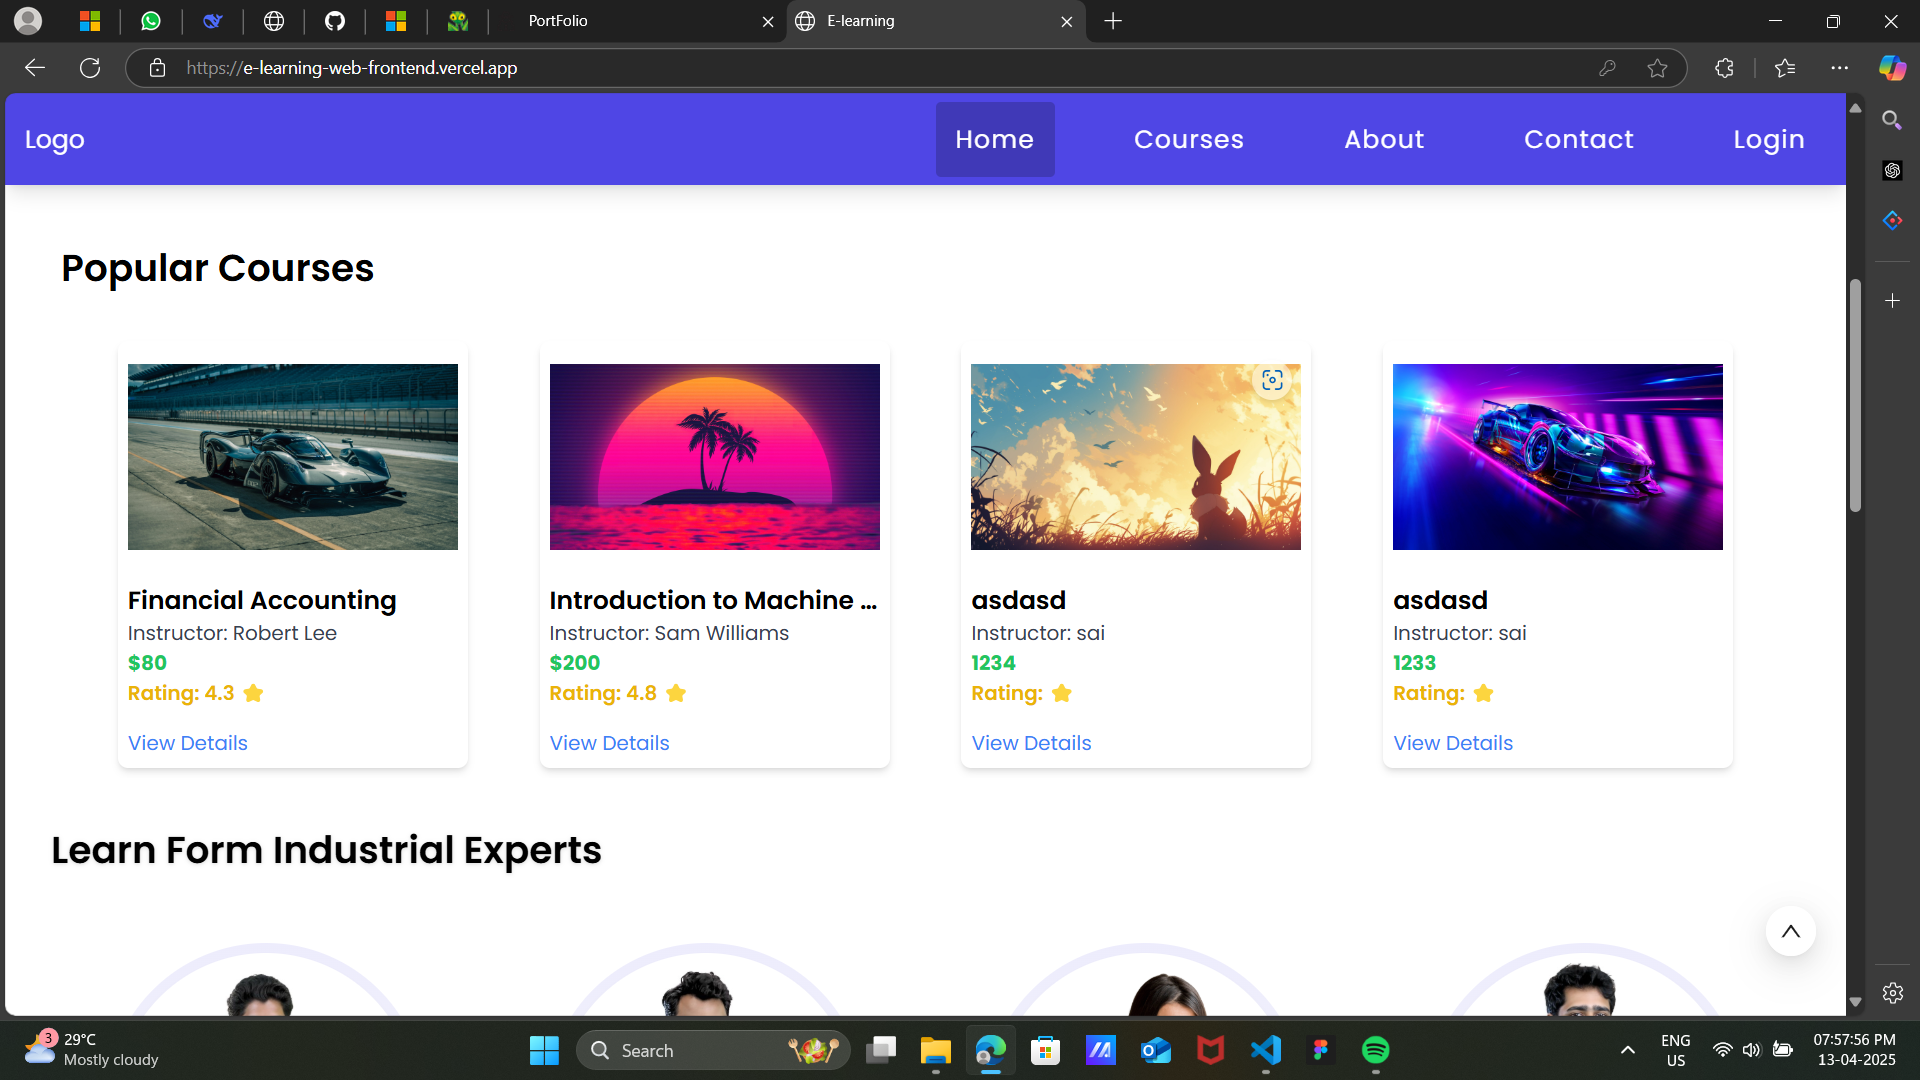 PortFolio
E-learning
https://e-learning-web-frontend.vercel.app
Logo
Home
Courses
About
Contact
Login
Popular Courses
Financial Accounting
Instructor: Robert Lee
$80
Rating: 4.3
View Details
Introduction to Machine ...
Instructor: Sam Williams
$200
Rating: 4.8
View Details
asdasd
Instructor: sai
1234
Rating:
View Details
asdasd
Instructor: sai
1233
Rating:
View Details
Learn Form Industrial Experts
3
29°C
Mostly cloudy
Search
ENG
US
07:57:56 PM
13-04-2025